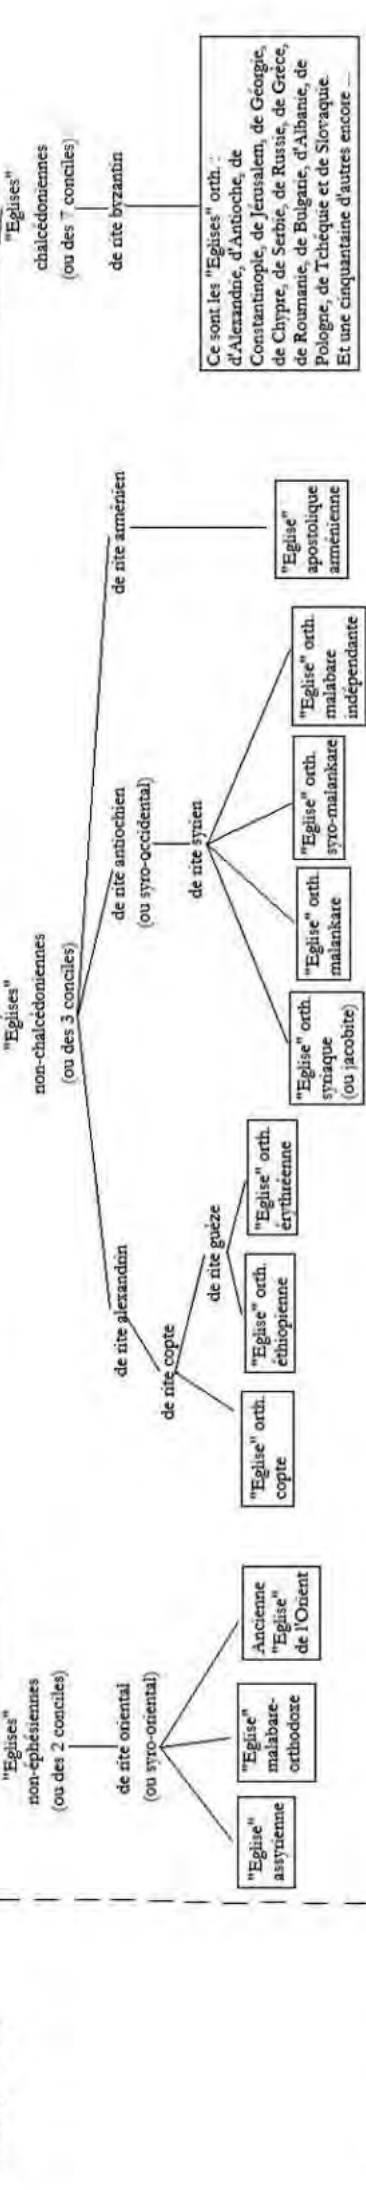 "Eglises"
non-éphésiennes
(ou des 2 conciles)
de rite oriental
(ou syro-oriental)
"Eglise"
assyrienne
"Eglise"
malabare-
orthodoxe
Ancienne
"Eglise"
de l'Orient
"Eglises"
non-chalcédoniennes
(ou des 3 conciles)
de rite alexandrin
de rite copte
de rite guèze
"Eglise" orth.
copte
"Eglise" orth.
éthiopienne
"Eglise" orth.
érythréenne
de rite antiochien
(ou syro-occidental)
de rite syrien
"Eglise" orth.
syriaque
(ou jacobite)
"Eglise" orth.
malankare
"Eglise" orth.
syro-malankare
"Eglise" orth.
malabare
indépendante
de rite arménien
"Eglise"
apostolique
arménienne
"Eglises"
chalcédoniennes
(ou des 7 conciles)
de rite byzantin
Ce sont les "Eglises" orth. :
d'Alexandrie, d'Antioche, de
Constantinople, de Jérusalem, de Géorgie,
de Chypre, de Serbie, de Russie, de Grèce,
de Roumanie, de Bulgarie, d'Albanie, de
Pologne, de Tchéquie et de Slovaquie.
Et une cinquantaine d'autres encore ...